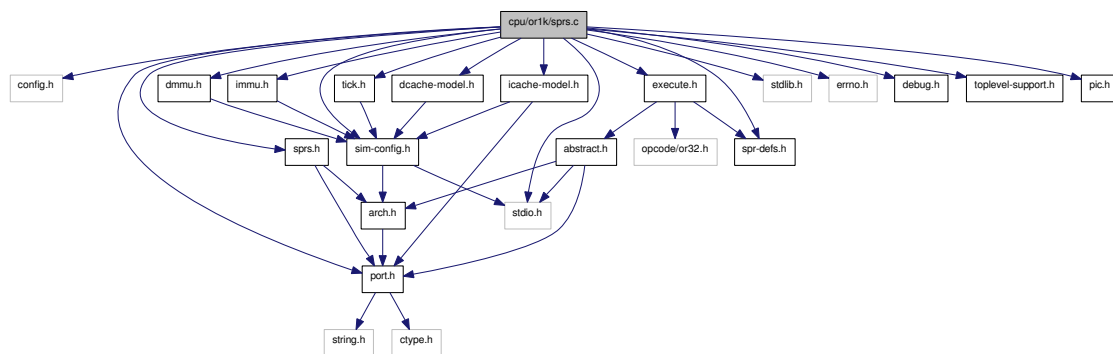 cpu/or1k/sprs.c
config.h
dmmu.h
immu.h
tick.h
dcache-model.h
icache-model.h
execute.h
stdlib.h
errno.h
debug.h
toplevel-support.h
pic.h
sprs.h
sim-config.h
abstract.h
opcode/or32.h
spr-defs.h
arch.h
stdio.h
port.h
string.h
ctype.h